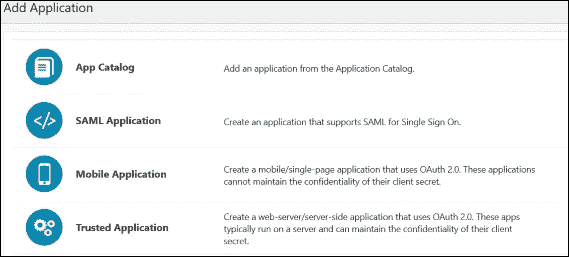 Add Application
App Catalog
Add an application from the Application Catalog.
SAML Application
Create an application that supports SAML for Single Sign On.
Mobile Application
Create a mobile/single-page application that uses OAuth 2.0. These applications
cannot maintain the confidentiality of their client secret.
Trusted Application
Create a web-server/server-side application that uses OAuth 2.0. These apps
typically run on a server and can maintain the confidentiality of their client
secret.